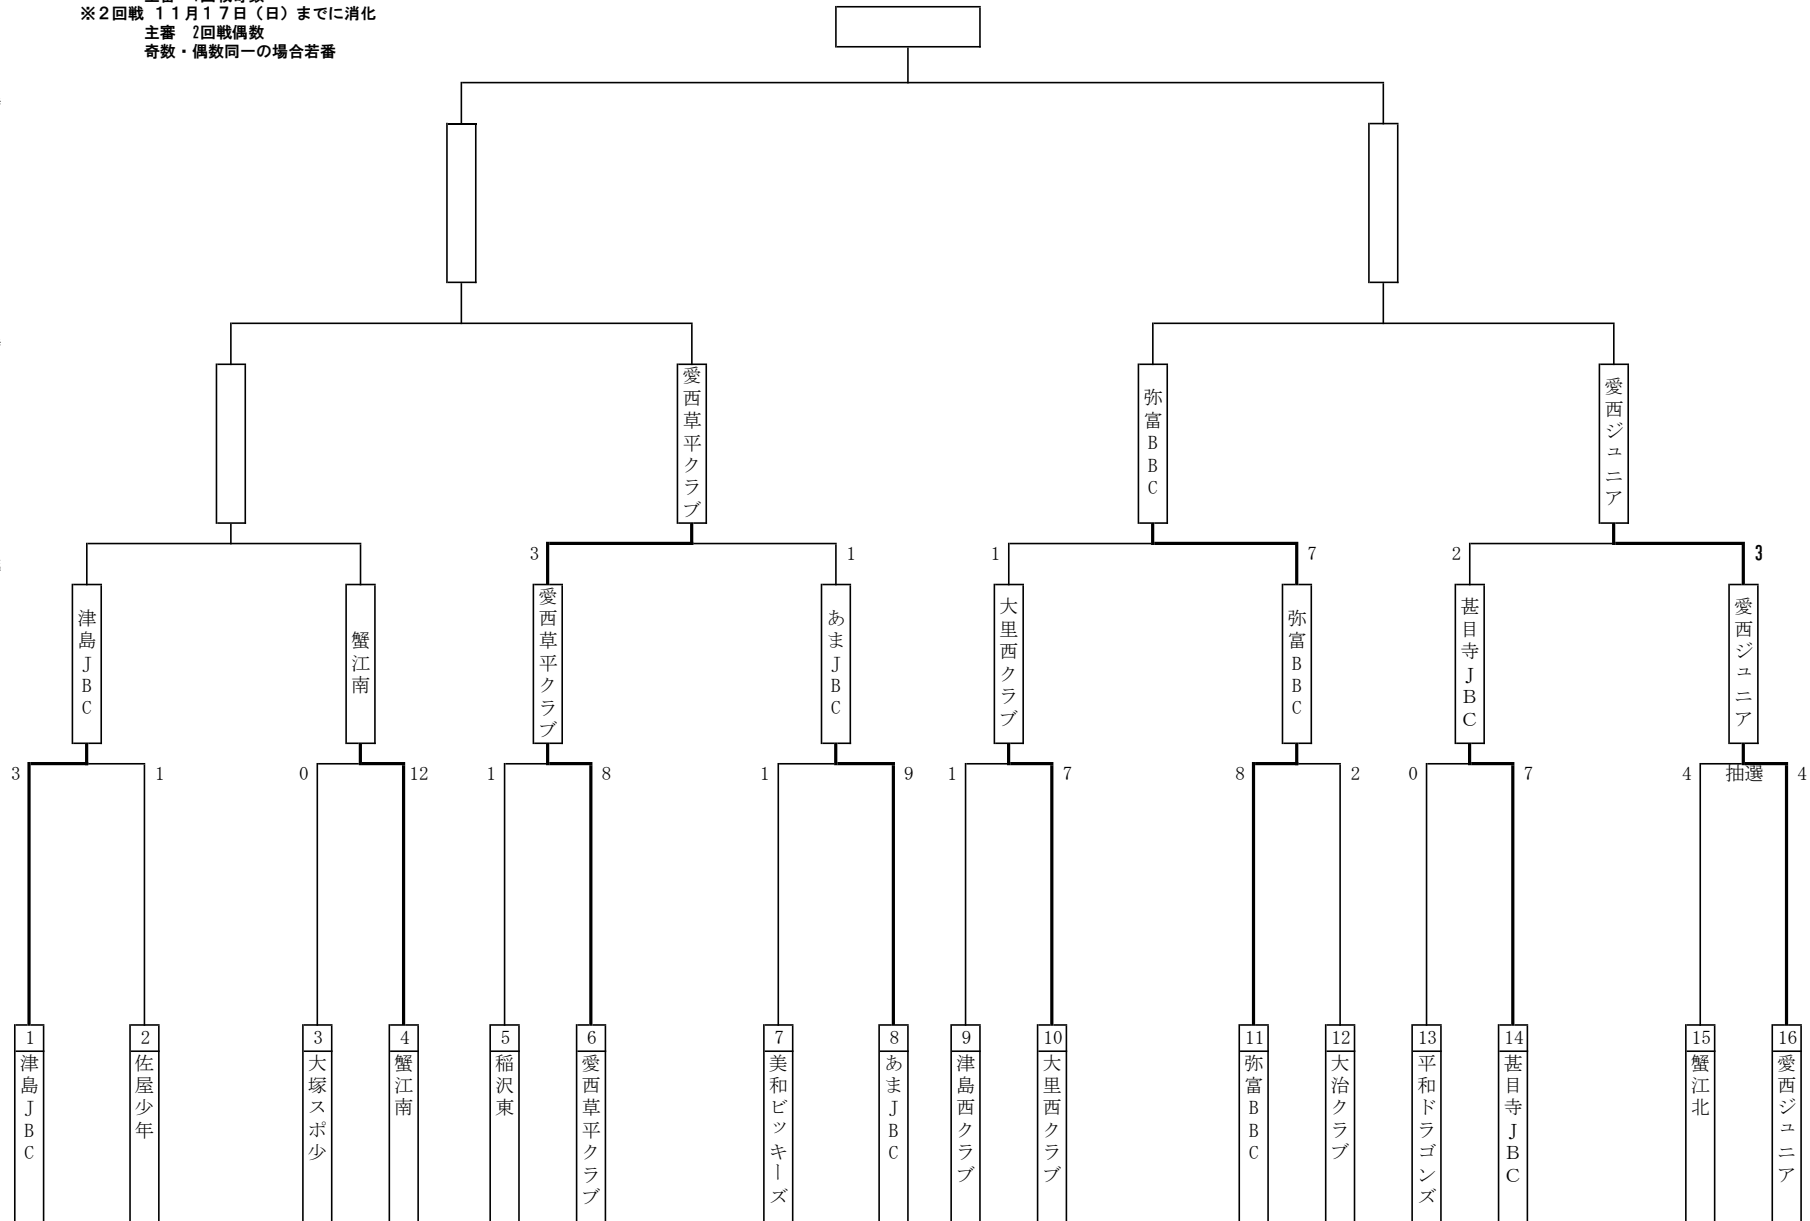 ※２回戦 １１月１７日（日）までに消化
主審　2回戦偶数
奇数・偶数同一の場合若番
愛西草平クラブ
弥富ＢＢＣ
愛西ジュニア
3
1
1
7
2
3
津島ＪＢＣ
蟹江南
愛西草平クラブ
あまＪＢＣ
大里西クラブ
弥富ＢＢＣ
甚目寺ＪＢＣ
愛西ジュニア
3
1
0
12
1
8
1
9
1
7
8
2
0
7
4
抽選
4
1
2
3
4
5
6
7
8
9
10
11
12
13
14
15
16
津島ＪＢＣ
佐屋少年
大塚スポ少
蟹江南
稲沢東
愛西草平クラブ
美和ビッキーズ
あまＪＢＣ
津島西クラブ
大里西クラブ
弥富ＢＢＣ
大治クラブ
平和ドラゴンズ
甚目寺ＪＢＣ
蟹江北
愛西ジュニア